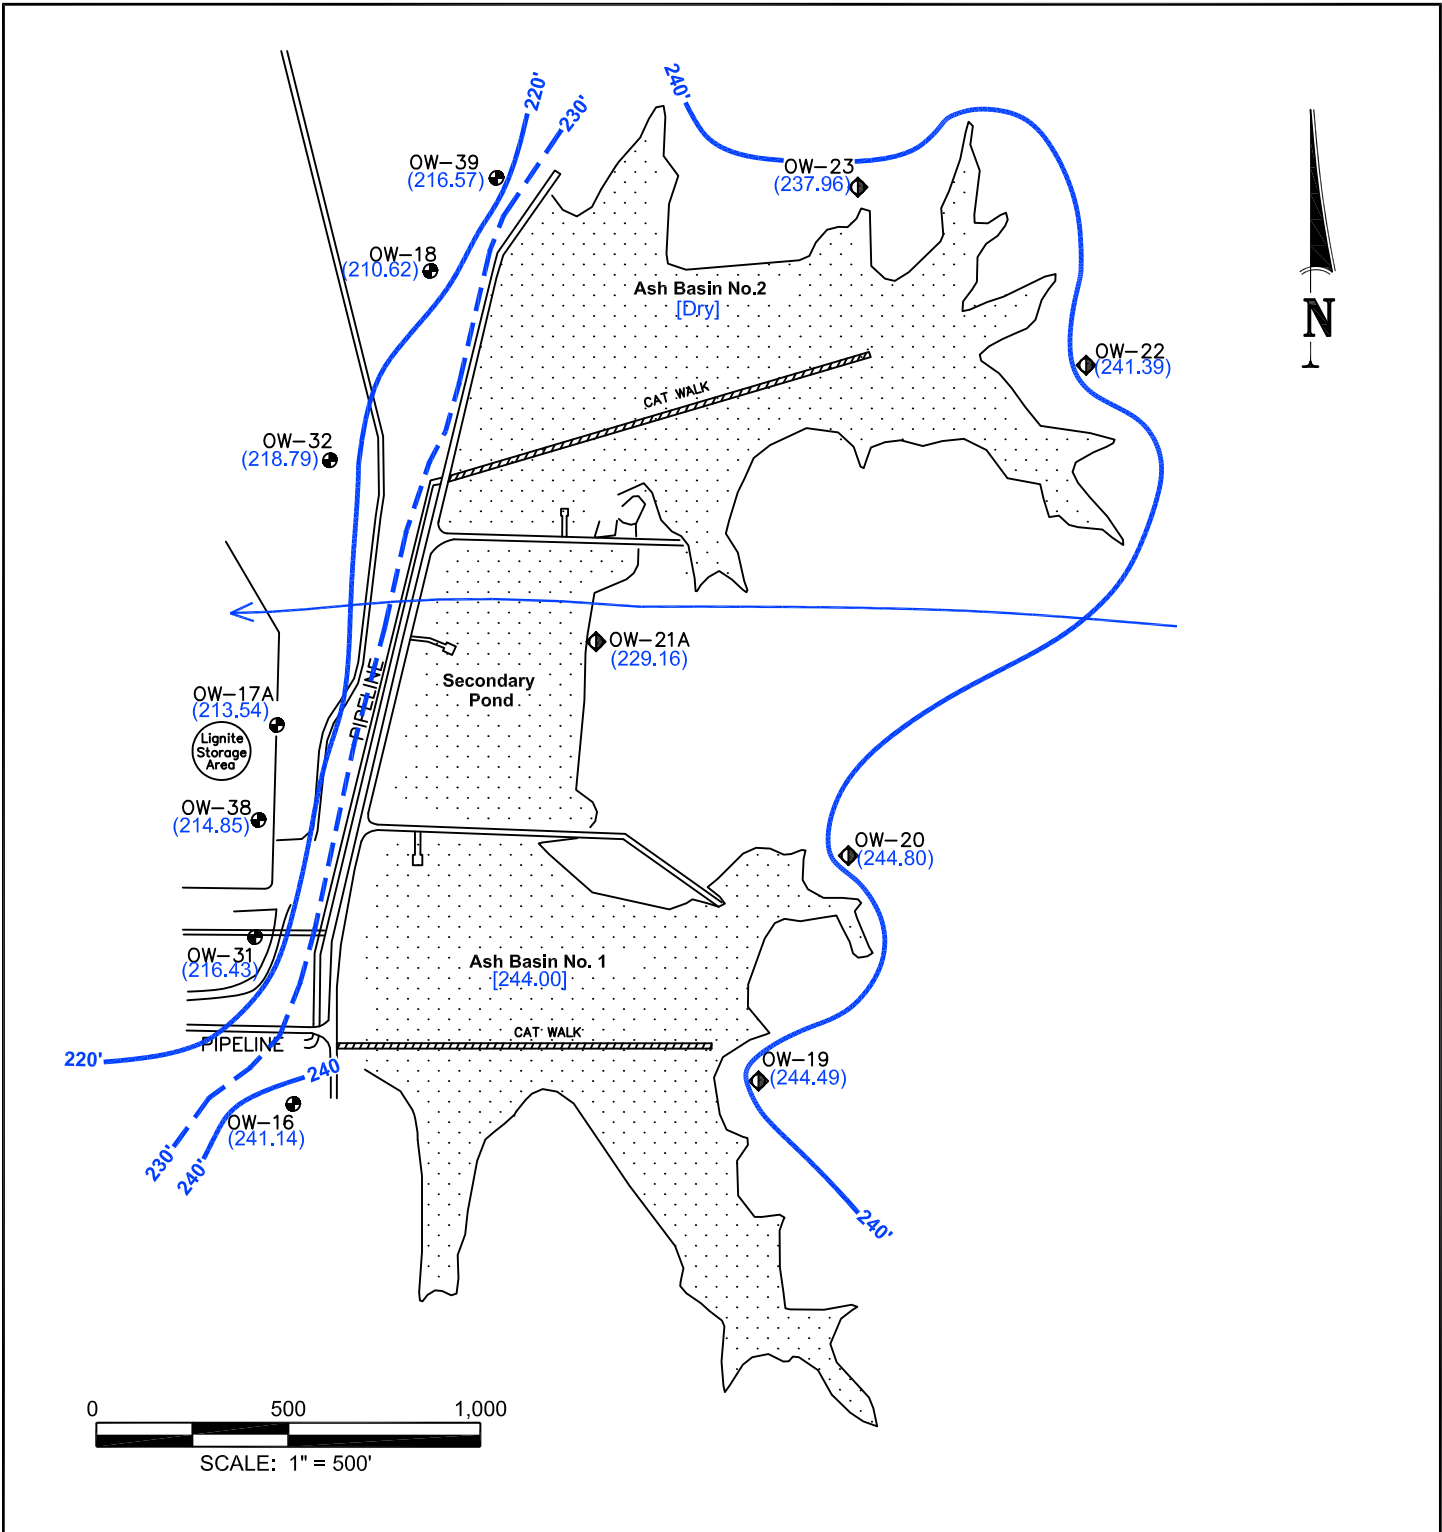 240'
220'
230'
OW-39
(216.57)
OW-23
(237.96)
OW-18
(210.62)
Ash Basin No.2
[Dry]
N
OW-22
(241.39)
CAT WALK
OW-32
(218.79)
OW-21A
(229.16)
PIPELINE
Secondary
Pond
OW-17A
(213.54)
Lignite
Storage
Area
OW-38
(214.85)
OW-20
(244.80)
OW-31
(216.43)
Ash Basin No. 1
[244.00]
CAT WALK
PIPELINE
220'
240
OW-19
(244.49)
OW-16
(241.14)
230'
240'
240'
0 500 1,000
SCALE: 1" = 500'